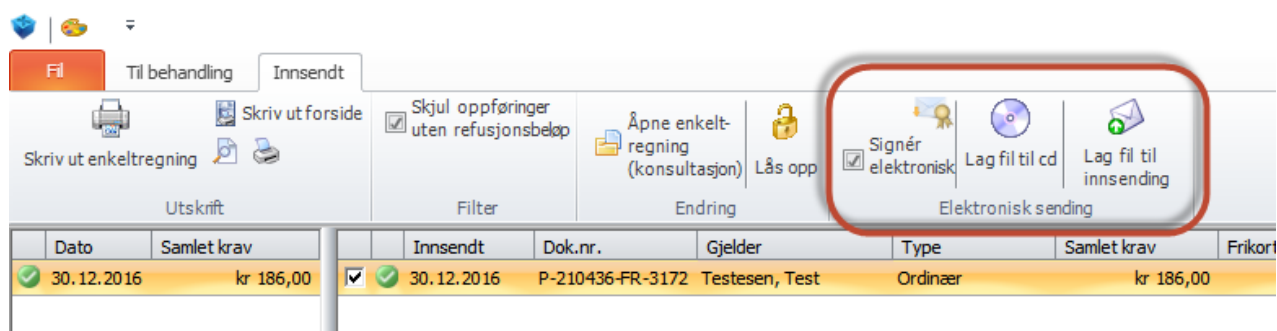 Fil Til behandling Innsendt
Skriv ut enkeltregning
Skriv ut forside
Utskrift
Skjul oppføringer
uten refusjonsbeløp
Filter
Åpne enkelt-
regning
(konsultasjon)
Lås opp
Endring
Signér
elektronisk
Lag fil til cd
Lag fil til
innsending
Elektronisk sending
Dato Samlet krav
30.12.2016 kr 186,00
Innsendt Dok.nr. Gjelder Type Samlet krav Frikort
30.12.2016 P-210436-FR-3172 Testesen, Test Ordinær kr 186,00